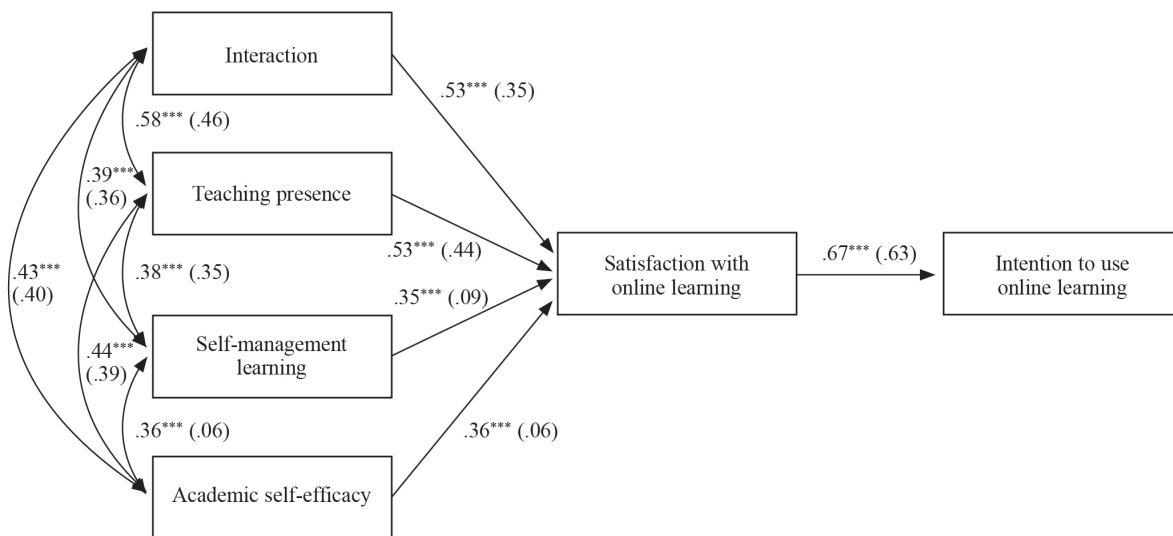 Interaction
.53*** (.35)
.58*** (.46)
.39***
(.36)
Teaching presence
.53*** (.44)
Satisfaction with
online learning
.67*** (.63)
Intention to use
online learning
.43***
(.40)
.38*** (.35)
.35*** (.09)
Self-management
learning
.44***
(.39)
.36*** (.06)
.36*** (.06)
Academic self-efficacy